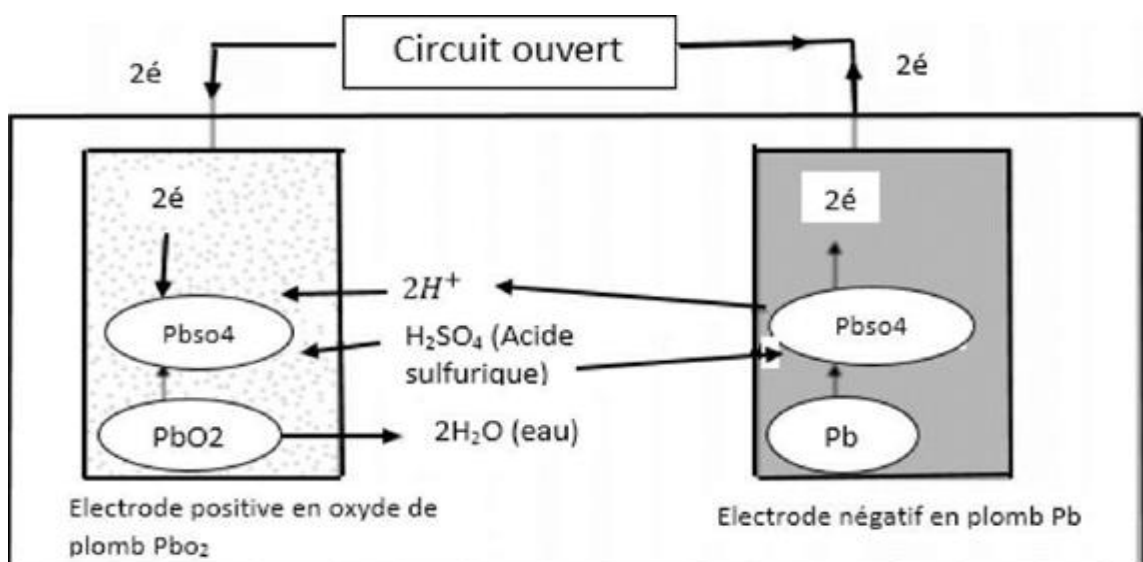 Circuit ouvert
2é
2é
2é
2é
2H⁺
Pbso4
H₂SO₄ (Acide
sulfurique)
Pbso4
PbO2
2H₂O (eau)
Pb
Electrode positive en oxyde de
plomb Pbo₂
Electrode négatif en plomb Pb